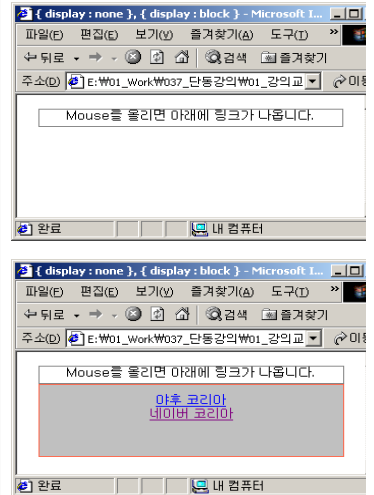 { display : none }, { display : block } - Microsoft I...
파일(F) 편집(E) 보기(V) 즐겨찾기(A) 도구(T) »
뒤로 검색 즐겨찾기
주소(D) E:₩01_Work₩037_단동강의₩01_강의교 이동
Mouse를 올리면 아래에 링크가 나옵니다.
완료 내 컴퓨터
{ display : none }, { display : block } - Microsoft I...
파일(F) 편집(E) 보기(V) 즐겨찾기(A) 도구(T) »
뒤로 검색 즐겨찾기
주소(D) E:₩01_Work₩037_단동강의₩01_강의교 이동
Mouse를 올리면 아래에 링크가 나옵니다.
야후 코리아
네이버 코리아
완료 내 컴퓨터